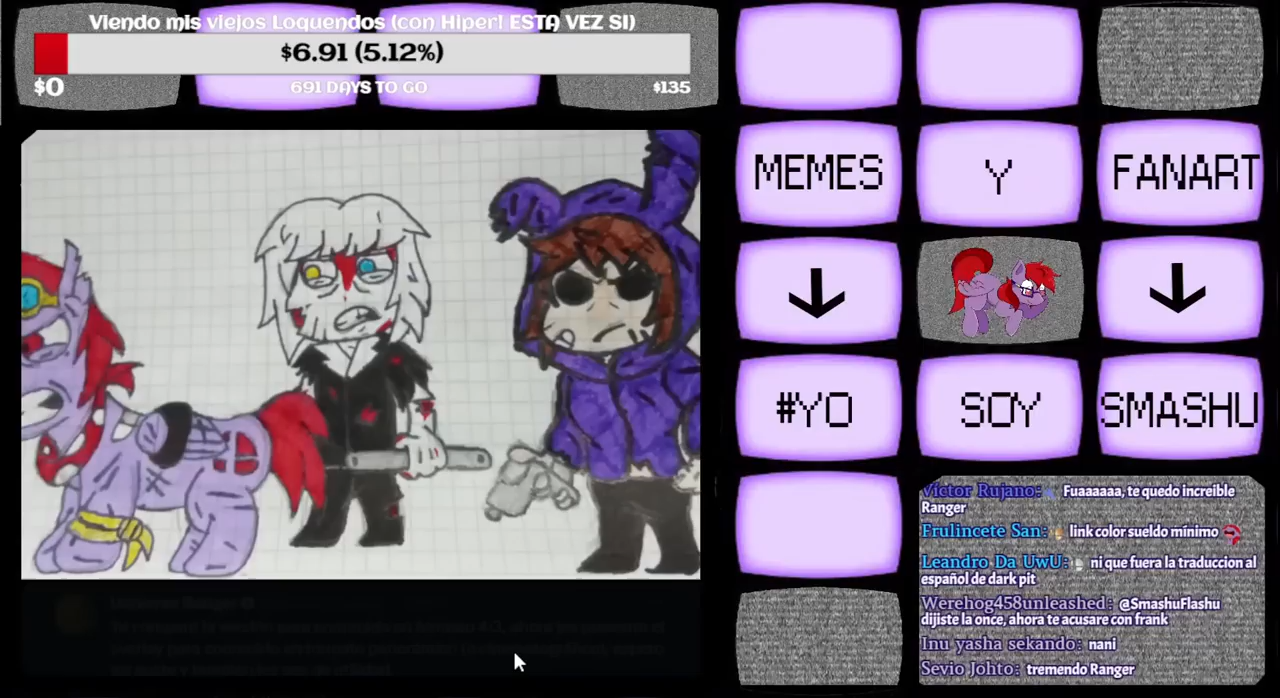 Viendo mis viejos Loquendos (con Hiper! ESTA VEZ SI)
$6.91 (5.12%)
$0
691 DAYS TO GO
$135
MEMES Y FANART
#YO SOY SMASHU
Víctor Rujano: Fuaaaaaa, te quedo increible
Ranger
Frulincete San: link color sueldo mínimo
Leandro Da UwU: ni que fuera la traduccion al
español de dark pit
Werehog458unleashed: @SmashuFlashu
dijiste la once, ahora te acusare con frank
Inu yasha sekando: nani
Sevio Johto: tremendo Ranger